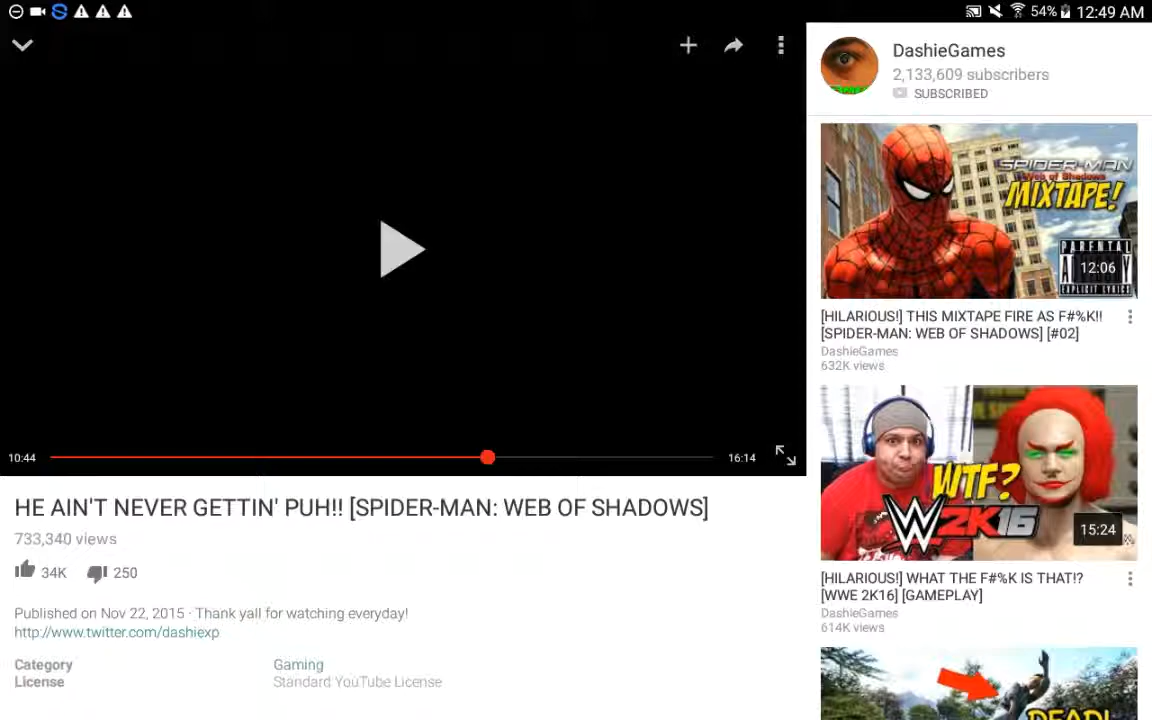 54% 12:49 AM
DashieGames
2,133,609 subscribers
SUBSCRIBED
SPIDER-MAN
Web of Shadows
MIXTAPE!
PARENTAL
12:06
EXPLICIT LYRICS
[HILARIOUS!] THIS MIXTAPE FIRE AS F#%K!!
[SPIDER-MAN: WEB OF SHADOWS] [#02]
DashieGames
632K views
10:44
16:14
HE AIN'T NEVER GETTIN' PUH!! [SPIDER-MAN: WEB OF SHADOWS]
733,340 views
34K 250
Published on Nov 22, 2015 · Thank yall for watching everyday!
http://www.twitter.com/dashiexp
Category Gaming
License Standard YouTube License
WTF?
W2K16
15:24
[HILARIOUS!] WHAT THE F#%K IS THAT!?
[WWE 2K16] [GAMEPLAY]
DashieGames
614K views
DEAD!